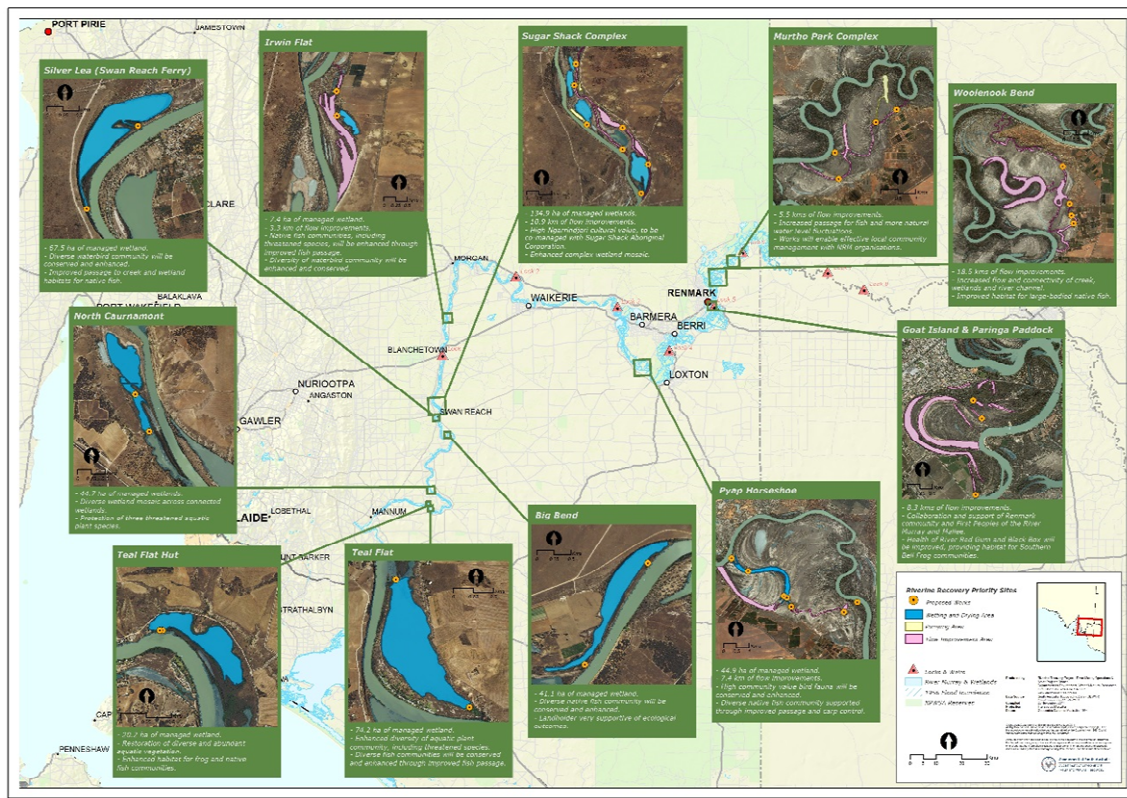 PORT PIRIE
JAMESTOWN
Silver Lea (Swan Reach Ferry)
- 67.5 ha of managed wetland.
- Diverse waterbird community will be
conserved and enhanced.
- Improved passage to creek and wetland
habitats for native fish.
Irwin Flat
- 7.4 ha of managed wetland.
- 3.3 km of flow improvements.
- Native fish communities, including
threatened species, will be enhanced through
improved fish passage.
- Diversity of waterbird community will be
enhanced and conserved.
Sugar Shack Complex
- 134.9 ha of managed wetlands.
- 10.9 km of flow improvements.
- High Ngarrindjeri cultural value, to be
co managed with Sugar Shack Aboriginal
Corporation.
- Enhanced complex wetland mosaic.
Murtho Park Complex
- 5.5 kms of flow improvements.
- Increased passage for fish and more natural
water level fluctuations.
- Works will enable effective local community
management with NRM organisations.
Woolenook Bend
- 18.5 kms of flow improvements.
- Increased flow and connectivity of creek,
wetlands and river channel.
- Improved habitat for large-bodied native fish.
CLARE
BALAKLAVA
MORGAN
WAIKERIE
RENMARK
BARMERA
BERRI
LOXTON
BLANCHETOWN
NURIOOTPA
ANGASTON
GAWLER
SWAN REACH
North Caurnamont
- 44.7 ha of managed wetlands.
- Diverse wetland mosaic across connected
wetlands.
- Protection of three threatened aquatic
plant species.
Goat Island & Paringa Paddock
- 8.3 kms of flow improvements.
- Collaboration and support of Renmark
community and First Peoples of the River
Murray and Mallee.
- Health of River Red Gum and Black Box will
be improved, providing habitat for Southern
Bell Frog communities.
LAIDE
LOBETHAL
MANNUM
STRATHALBYN
PENNESHAW
Teal Flat Hut
of managed wetland.
- Restoration of diverse and abundant
aquatic vegetation.
- Enhanced habitat for frog and native
fish communities.
Teal Flat
- 74.2 ha of managed wetland.
- Enhanced diversity of aquatic plant
community, including threatened species.
- Diverse fish communities will be conserved
and enhanced through improved fish passage.
Big Bend
- 41.1 ha of managed wetland.
- Diverse native fish community will be
conserved and enhanced.
- Landholder very supportive of ecological
outcomes.
Pyap Horseshoe
- 44.9 ha of managed wetland.
- 7.4 km of flow improvements.
- High community value bird fauna will be
conserved and enhanced.
- Diverse native fish community supported
through improved passage and carp control.
Riverine Recovery Priority Sites
Proposed Works
Wetting and Drying Area
Flow Improvement Area
Locks & Weirs
River Murray & Wetlands